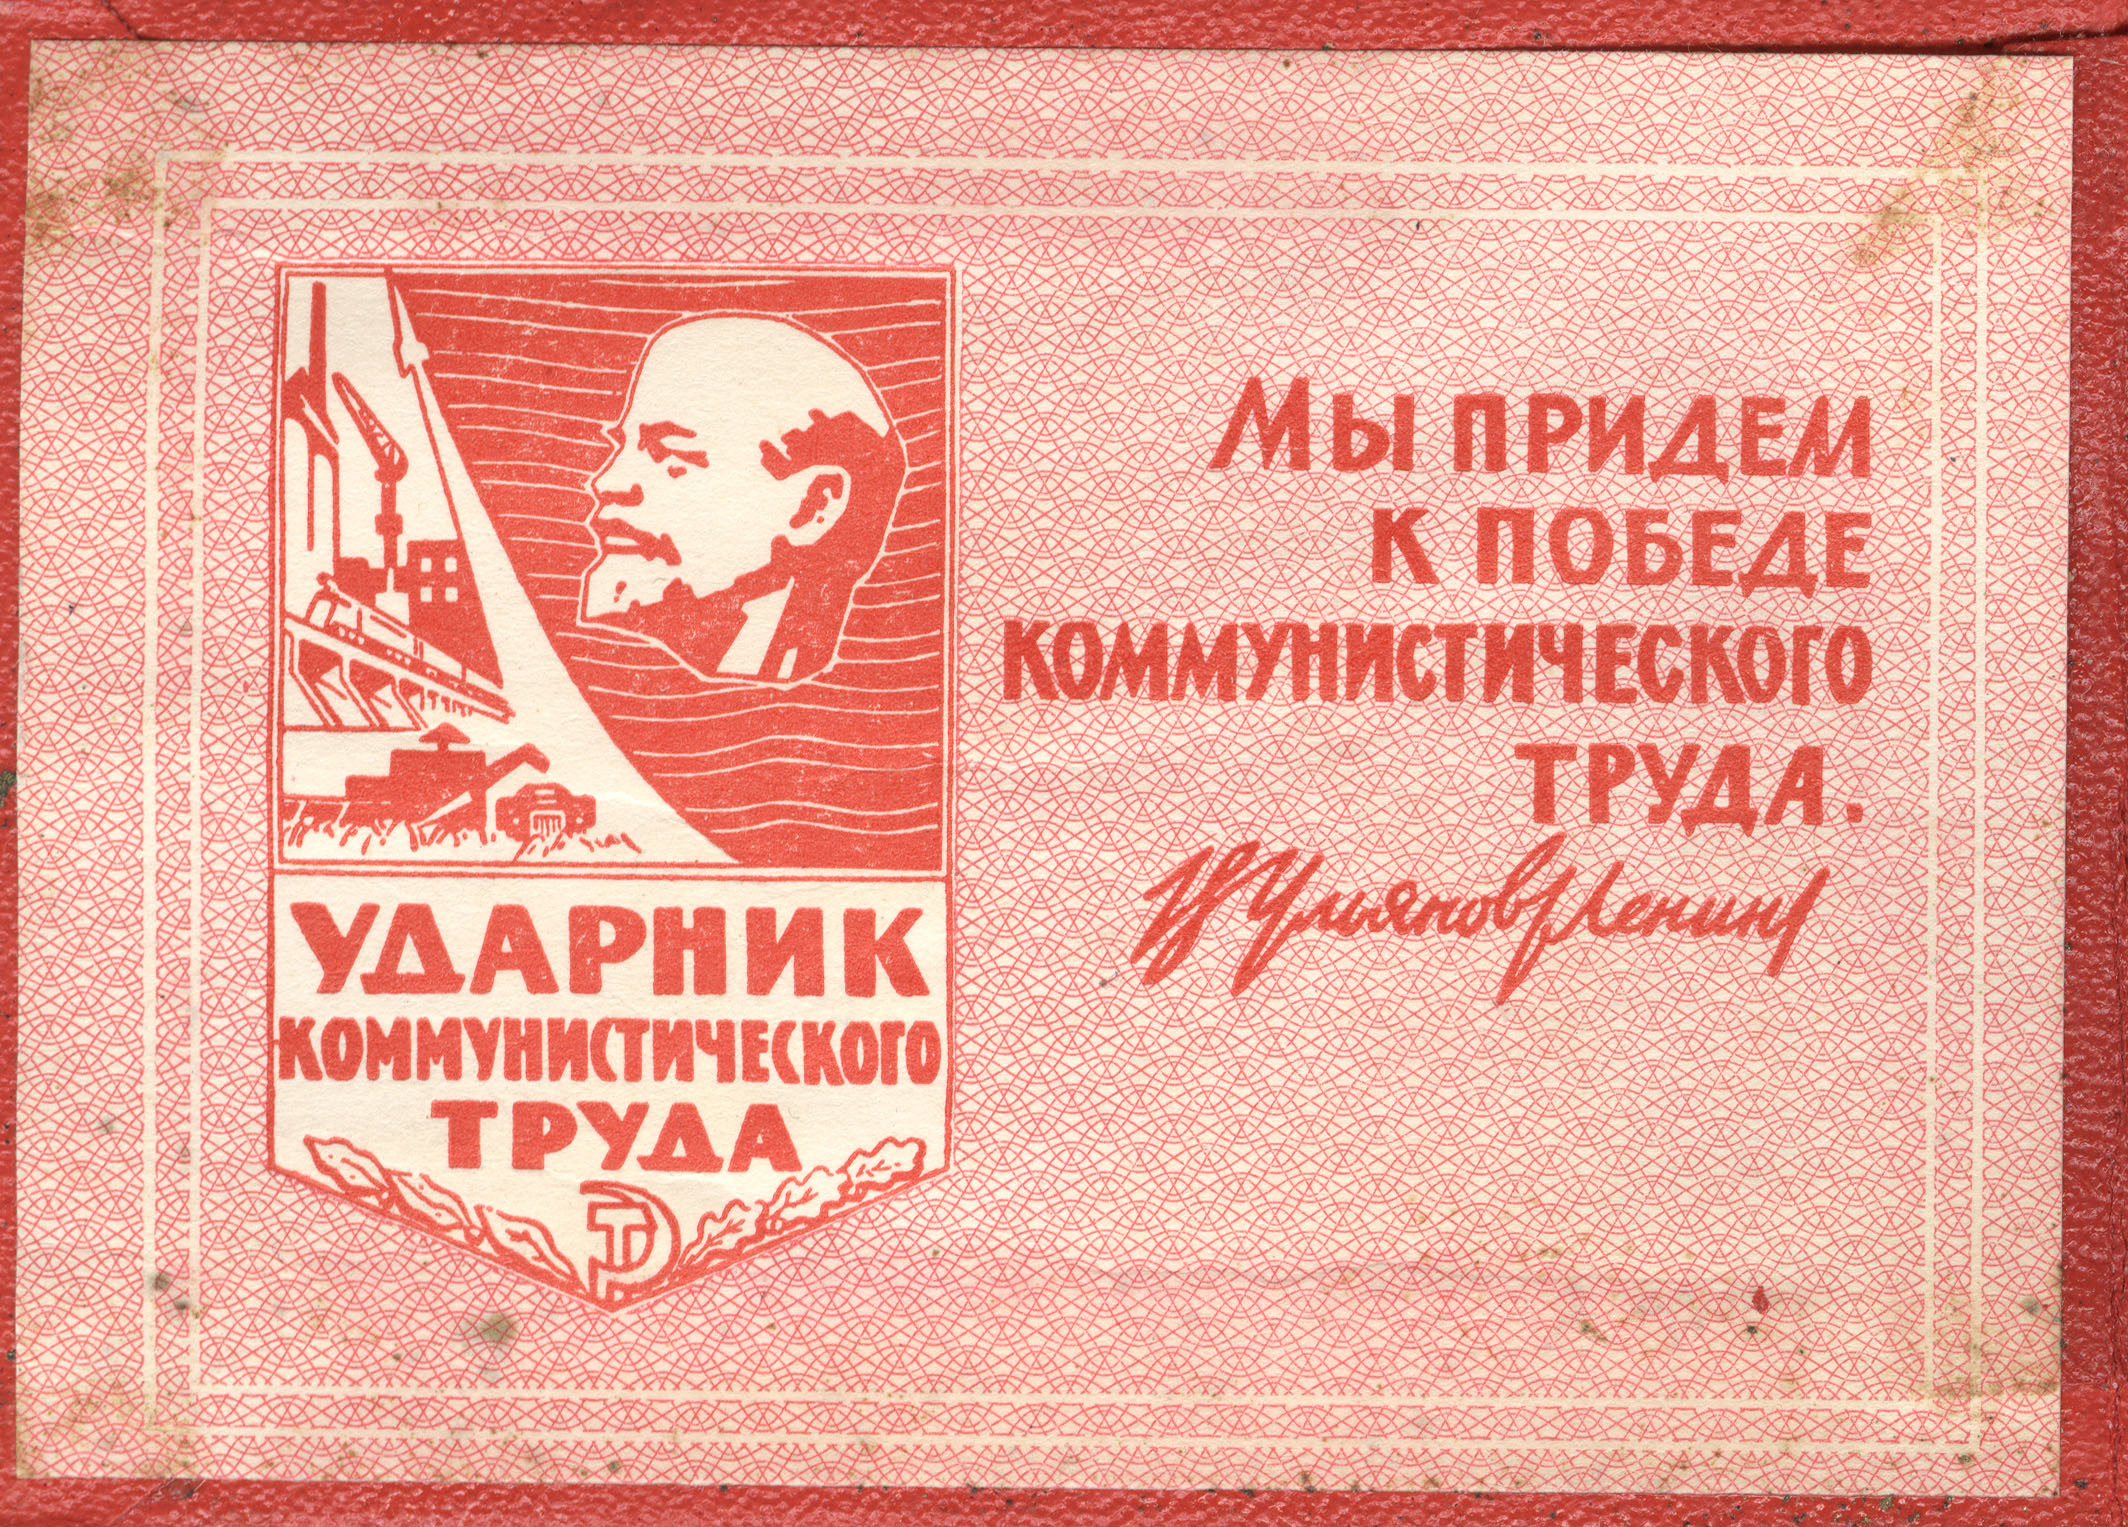 УДАРНИК
КОММУНИСТИЧЕСКОГО
ТРУДА
Мы ПРИДЕМ
К ПОБЕДЕ
КОММУНИСТИЧЕСКОГО
ТРУДА.
В Ульянов (Ленин)